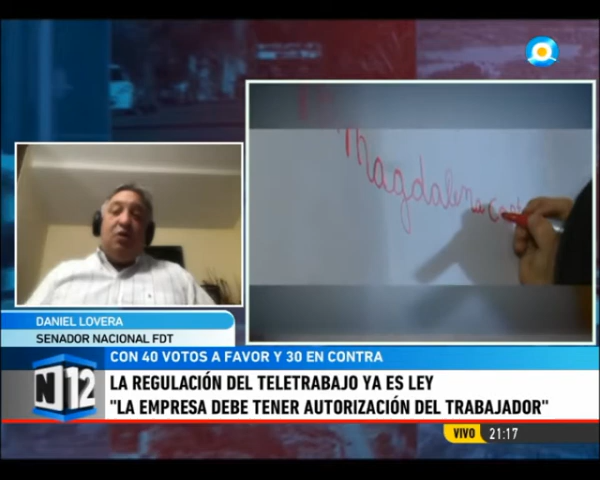 Magdalena
DANIEL LOVERA
SENADOR NACIONAL FDT
CON 40 VOTOS A FAVOR Y 30 EN CONTRA
N12
LA REGULACIÓN DEL TELETRABAJO YA ES LEY
"LA EMPRESA DEBE TENER AUTORIZACIÓN DEL TRABAJADOR"
VIVO 21:17